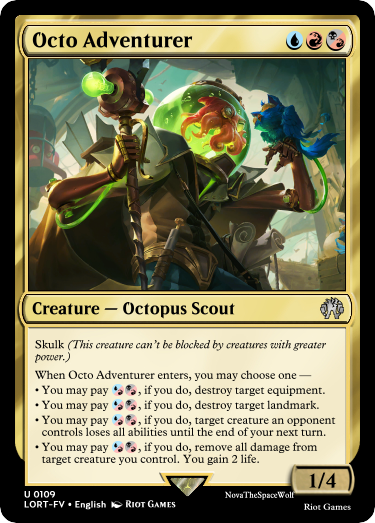 Octo Adventurer
Creature — Octopus Scout
Skulk (This creature can't be blocked by creatures with greater
power.)
When Octo Adventurer enters, you may choose one —
• You may pay , if you do, destroy target equipment.
• You may pay , if you do, destroy target landmark.
• You may pay , if you do, target creature an opponent
controls loses all abilities until the end of your next turn.
• You may pay , if you do, remove all damage from
target creature you control. You gain 2 life.
1/4
U 0109
LORT-FV • English Riot Games
NovaTheSpaceWolf
Riot Games